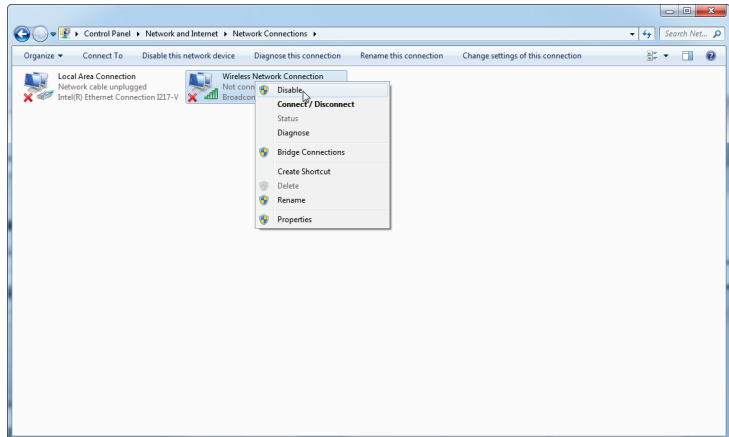 Control Panel ▸ Network and Internet ▸ Network Connections ▸
Search Net...
Organize ▾ Connect To Disable this network device Diagnose this connection Rename this connection Change settings of this connection
Local Area Connection
Network cable unplugged
Intel(R) Ethernet Connection I217-V
Wireless Network Connection
Not conn
Broadcon
Disable
Connect / Disconnect
Status
Diagnose
Bridge Connections
Create Shortcut
Delete
Rename
Properties